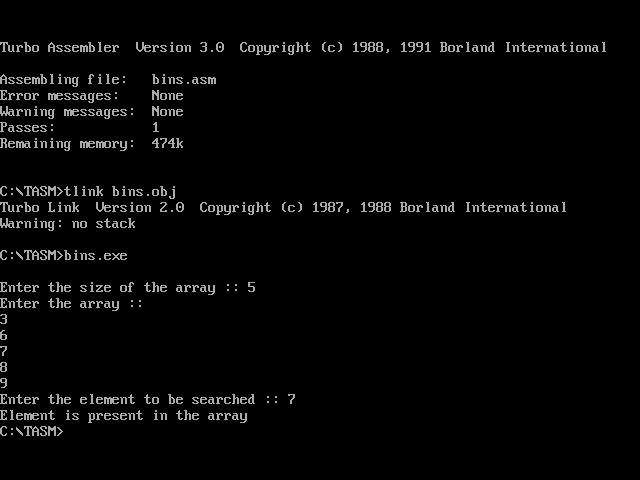 Turbo Assembler  Version 3.0  Copyright (c) 1988, 1991 Borland International
Assembling file:   bins.asm
Error messages:    None
Warning messages:  None
Passes:            1
Remaining memory:  474k
C:\TASM>tlink bins.obj
Turbo Link  Version 2.0  Copyright (c) 1987, 1988 Borland International
Warning: no stack
C:\TASM>bins.exe
Enter the size of the array :: 5
Enter the array ::
3
6
7
8
9
Enter the element to be searched :: 7
Element is present in the array
C:\TASM>